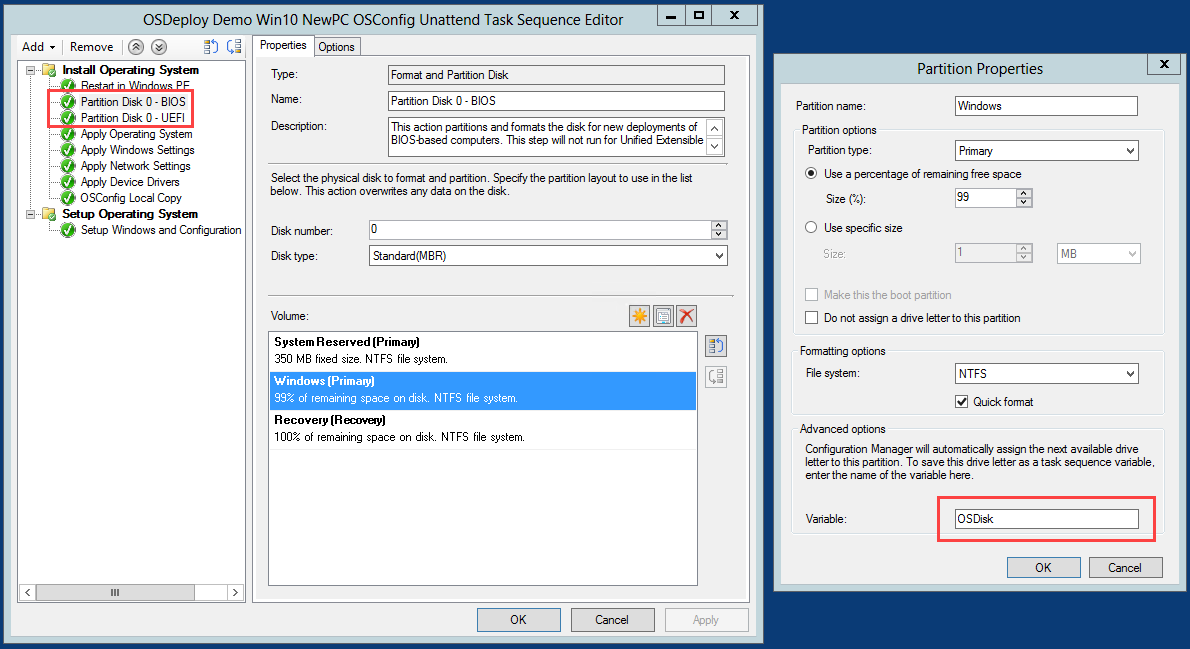 OSDeploy Demo Win10 NewPC OSConfig Unattend Task Sequence Editor
Add
Remove
Install Operating System
Restart in Windows PE
Partition Disk 0 - BIOS
Partition Disk 0 - UEFI
Apply Operating System
Apply Windows Settings
Apply Network Settings
Apply Device Drivers
OSConfig Local Copy
Setup Operating System
Setup Windows and Configuration
Properties
Options
Type:
Format and Partition Disk
Name:
Partition Disk 0 - BIOS
Description:
This action partitions and formats the disk for new deployments of
BIOS-based computers. This step will not run for Unified Extensible
Select the physical disk to format and partition. Specify the partition layout to use in the list
below. This action overwrites any data on the disk.
Disk number:
0
Disk type:
Standard(MBR)
Volume:
System Reserved (Primary)
350 MB fixed size. NTFS file system.
Windows (Primary)
99% of remaining space on disk. NTFS file system.
Recovery (Recovery)
100% of remaining space on disk. NTFS file system.
OK
Cancel
Apply
Partition Properties
Partition name:
Windows
Partition options
Partition type:
Primary
Use a percentage of remaining free space
Size (%):
99
Use specific size
Size:
1
MB
Make this the boot partition
Do not assign a drive letter to this partition
Formatting options
File system:
NTFS
Quick format
Advanced options
Configuration Manager will automatically assign the next available drive
letter to this partition. To save this drive letter as a task sequence variable,
enter the name of the variable here.
Variable:
OSDisk
OK
Cancel